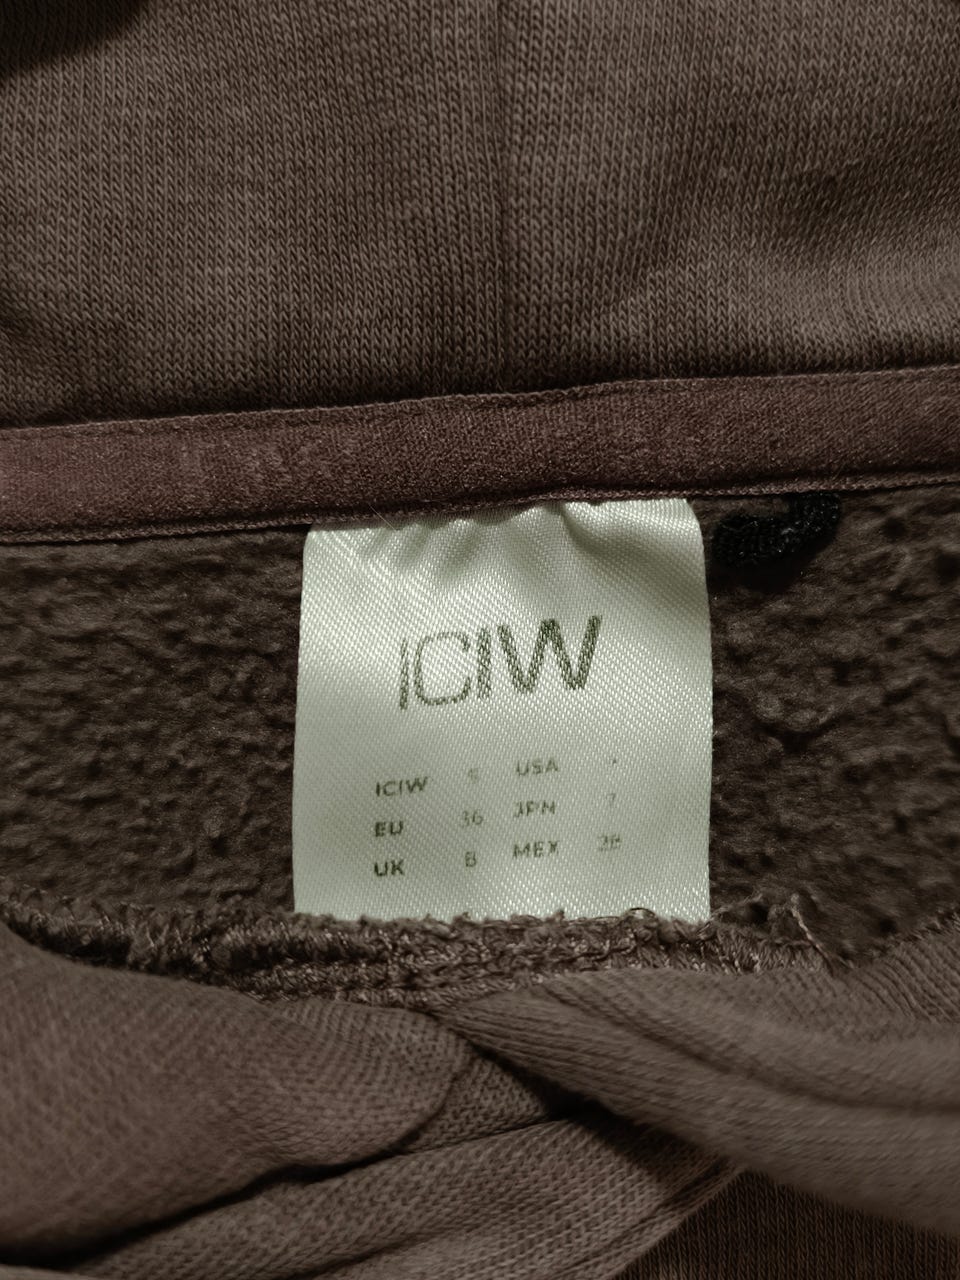 ICIW
ICIW S USA
EU 36 JPN 7
UK 8 MEX 28